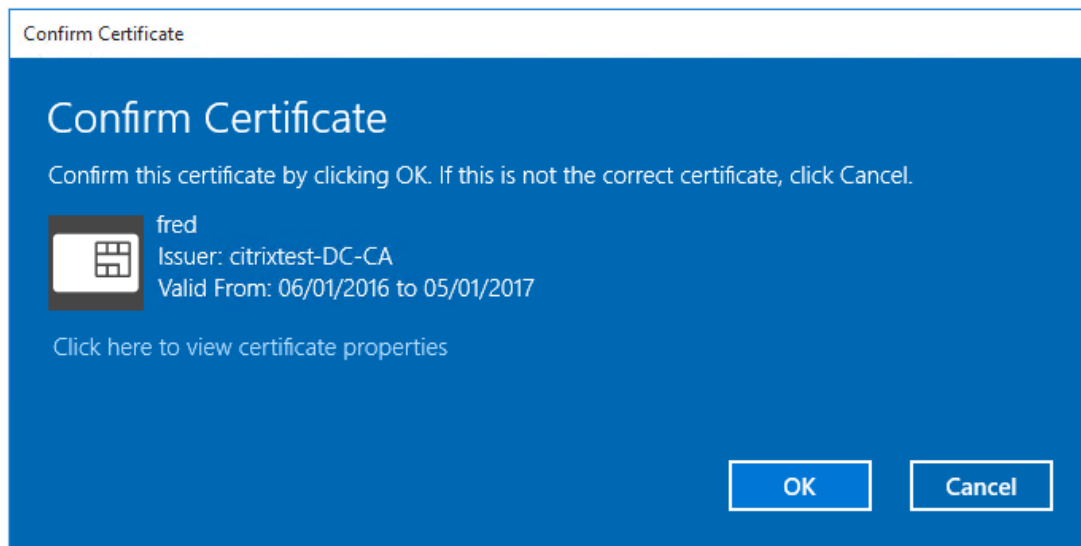 Confirm Certificate
Confirm Certificate
Confirm this certificate by clicking OK. If this is not the correct certificate, click Cancel.
fred
Issuer: citrixtest-DC-CA
Valid From: 06/01/2016 to 05/01/2017
Click here to view certificate properties
OK
Cancel